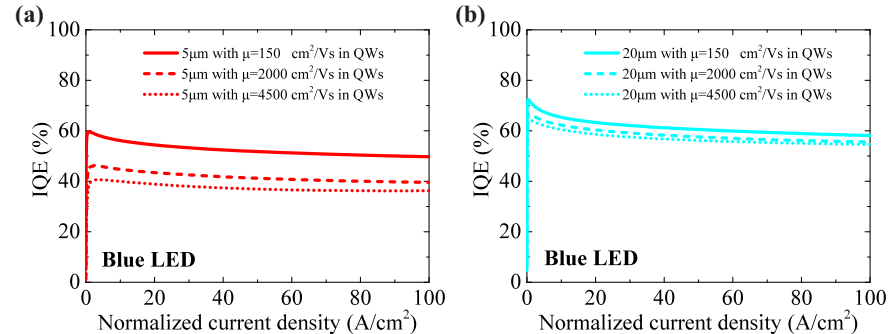 (a)
100
80
60
40
20
0
IQE (%)
5μm with μ=150 cm²/Vs in QWs
5μm with μ=2000 cm²/Vs in QWs
5μm with μ=4500 cm²/Vs in QWs
Blue LED
0 20 40 60 80 100
Normalized current density (A/cm²)
(b)
100
80
60
40
20
0
IQE (%)
20μm with μ=150 cm²/Vs in QWs
20μm with μ=2000 cm²/Vs in QWs
20μm with μ=4500 cm²/Vs in QWs
Blue LED
0 20 40 60 80 100
Normalized current density (A/cm²)